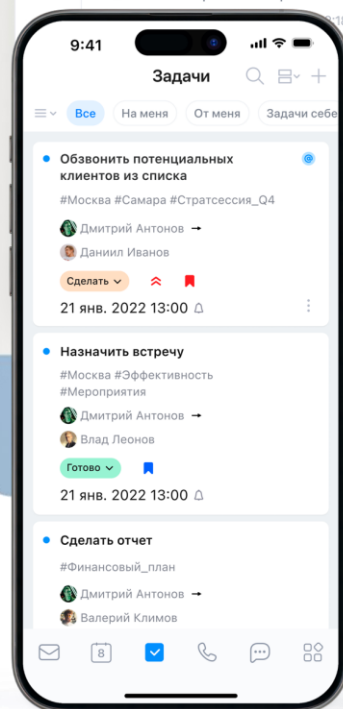 9:41
Задачи
Все На меня От меня Задачи себе
Обзвонить потенциальных
клиентов из списка
#Москва #Самара #Стратсессия_Q4
Дмитрий Антонов →
Даниил Иванов
Сделать
21 янв. 2022 13:00
Назначить встречу
#Москва #Эффективность
#Мероприятия
Дмитрий Антонов →
Влад Леонов
Готово
21 янв. 2022 13:00
Сделать отчет
#Финансовый_план
Дмитрий Антонов →
Валерий Климов
8